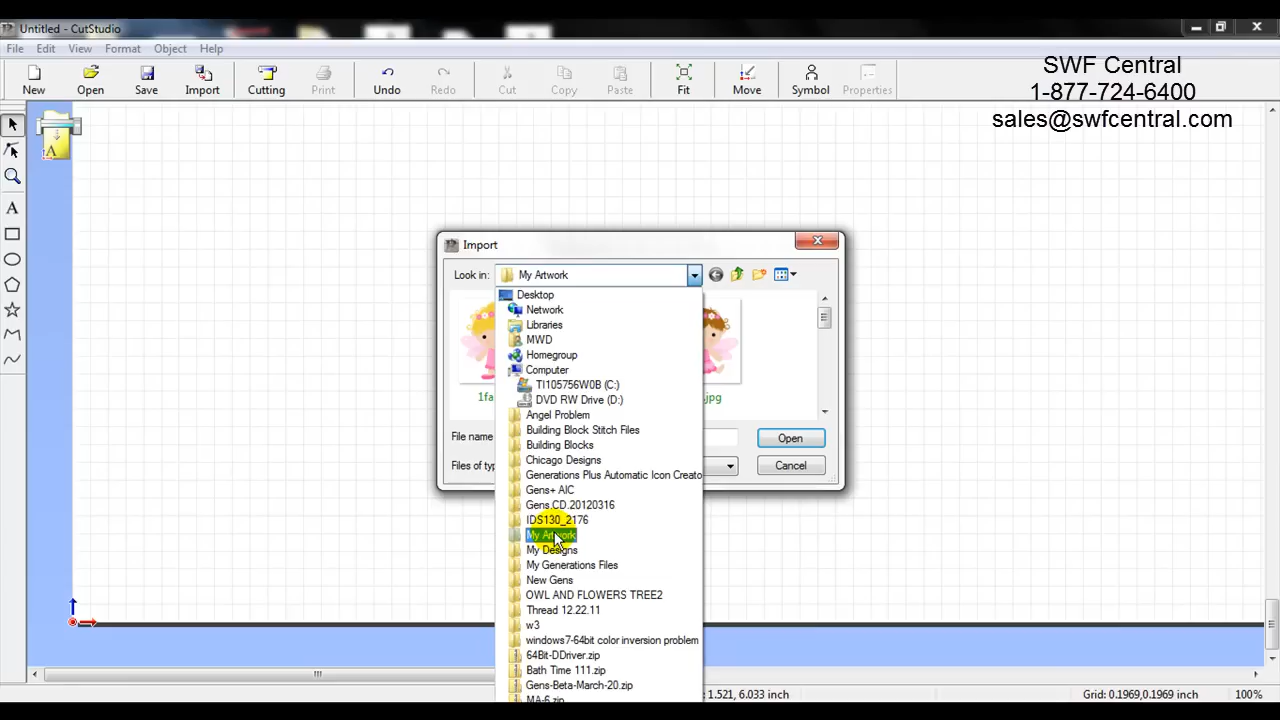 Untitled - CutStudio
File Edit View Format Object Help
New Open Save Import Cutting Print Undo Redo Cut Copy Paste Fit Move Symbol Properties
SWF Central
1-877-724-6400
sales@swfcentral.com
A
A
Import
Look in: My Artwork
Desktop
Network
Libraries
MWD
Homegroup
Computer
TI105756W0B (C:)
DVD RW Drive (D:)
1fa
.jpg
Angel Problem
Building Block Stitch Files
File name
Open
Building Blocks
Chicago Designs
Files of typ
Cancel
Generations Plus Automatic Icon Creato
Gens+ AIC
Gens.CD.20120316
IDS130_2176
My Artwork
My Designs
My Generations Files
New Gens
OWL AND FLOWERS TREE2
Thread 12.22.11
w3
windows7-64bit color inversion problem
64Bit-DDriver.zip
Bath Time 111.zip
Gens-Beta-March-20.zip
MA-6.zip
: 1.521, 6.033 inch
Grid: 0.1969,0.1969 inch
100%